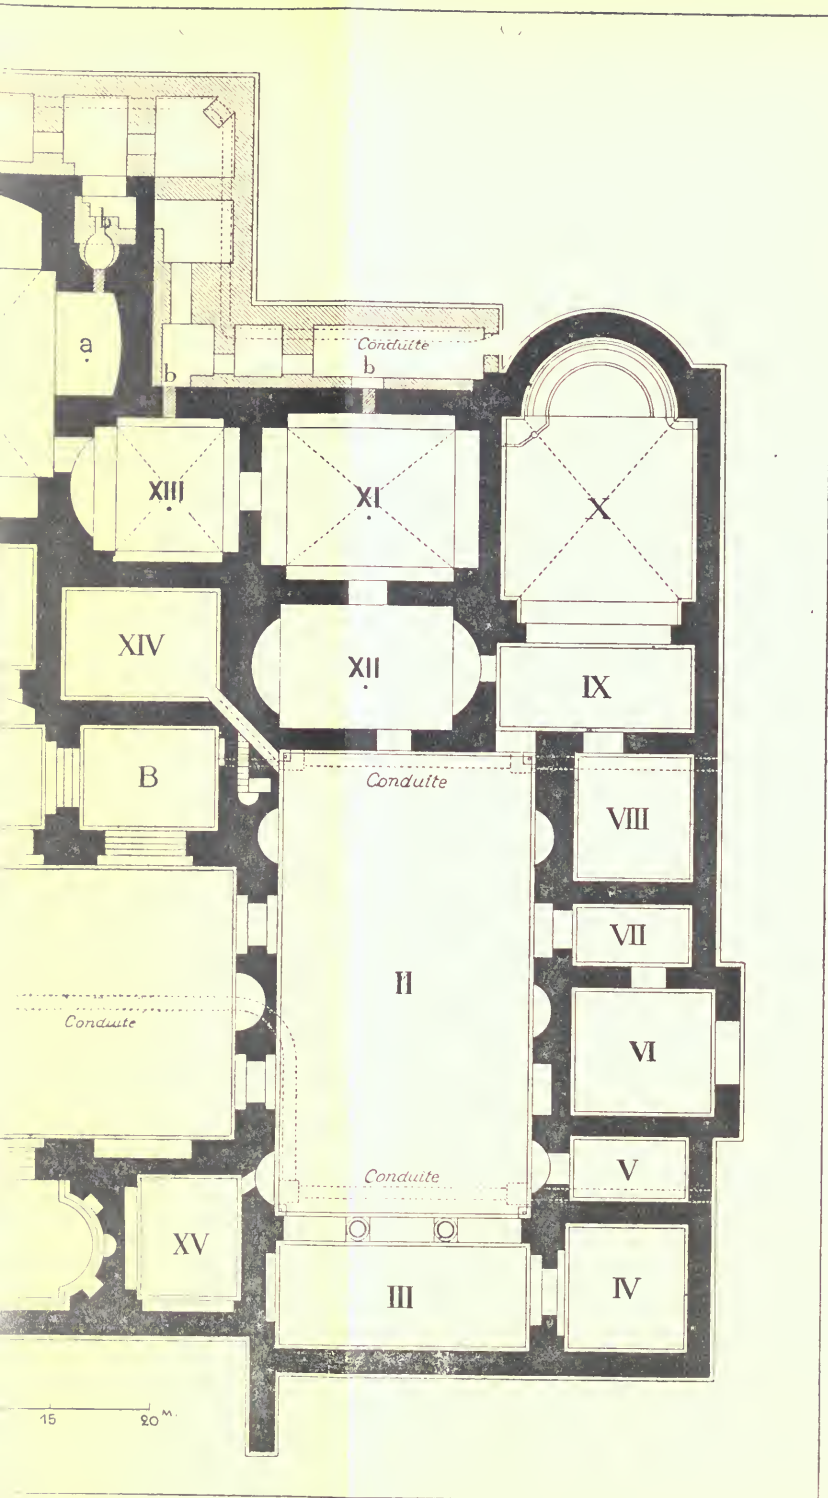 b
a
Conduite
b
b
XIII
XI
X
XIV
XII
IX
B
Conduite
VIII
VII
II
Conduite
VI
Conduite
V
XV
III
IV
15 20 M.